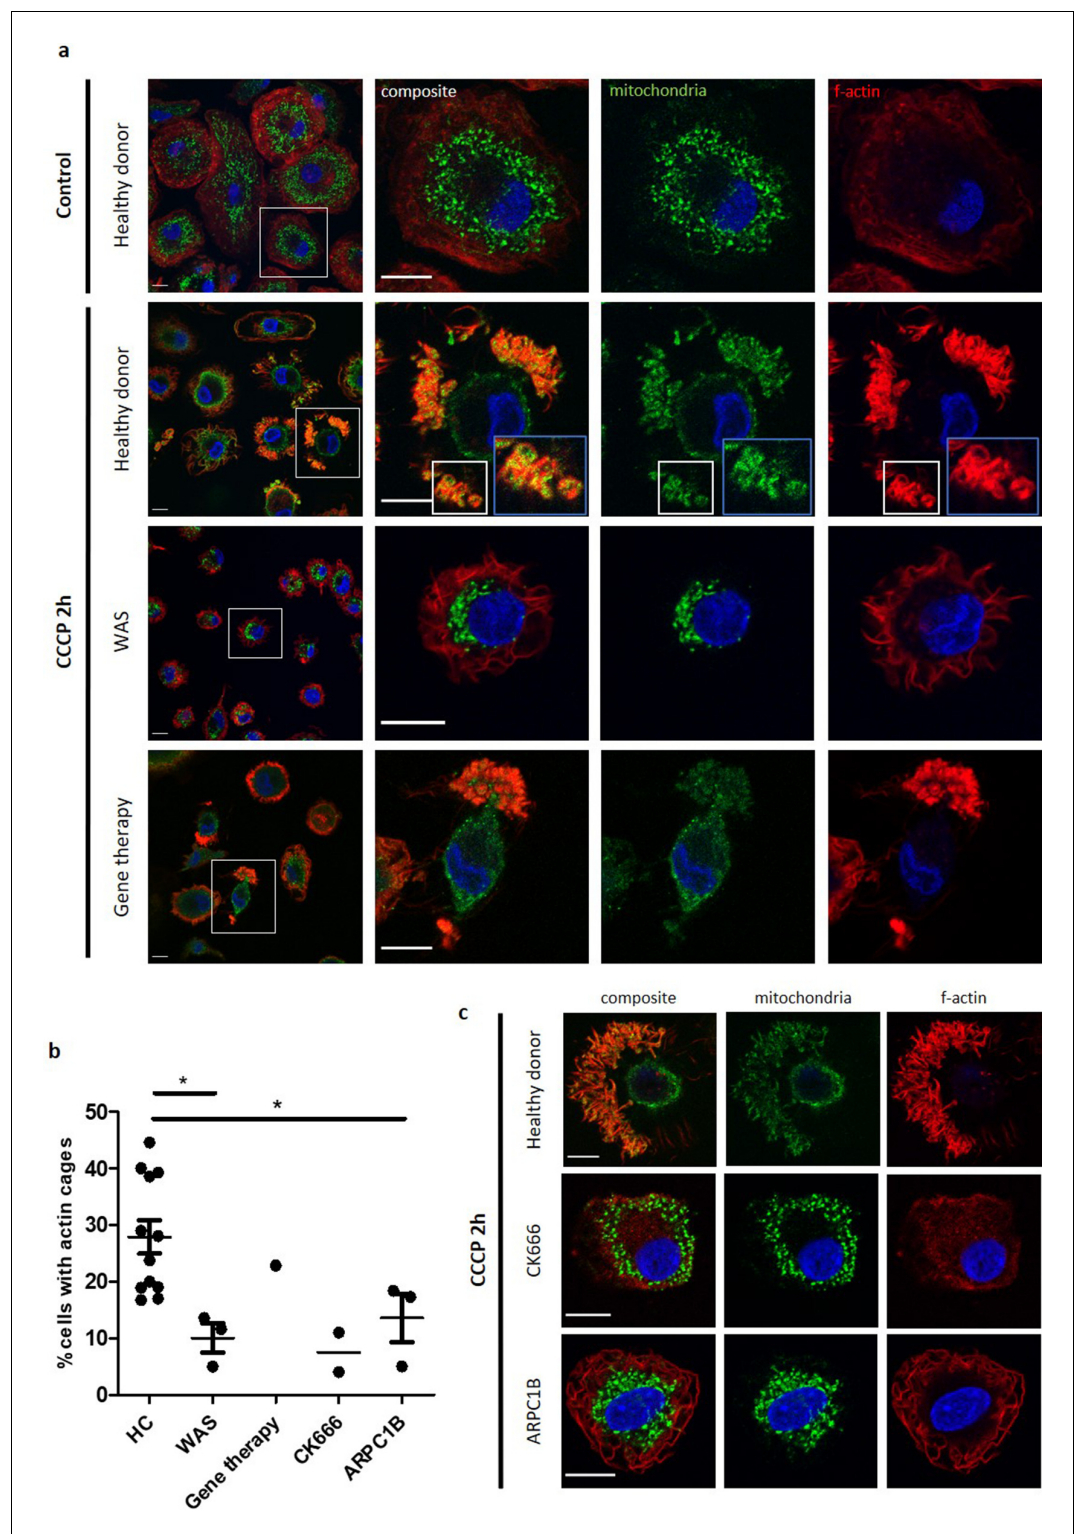 a
Control
Healthy donor
composite
mitochondria
f-actin
CCCP 2h
Healthy donor
WAS
Gene therapy
b
*
*
% cells with actin cages
50
40
30
20
10
0
HC
WAS
Gene therapy
CK666
ARPC1B
c
composite
mitochondria
f-actin
CCCP 2h
Healthy donor
CK666
ARPC1B